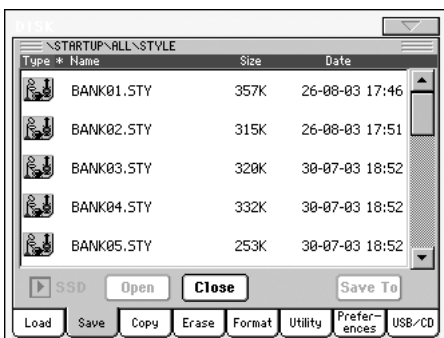 DISK
\STARTUP\ALL\STYLE
Type * Name Size Date
BANK01.STY 357K 26-08-03 17:46
BANK02.STY 315K 26-08-03 17:51
BANK03.STY 320K 30-07-03 18:52
BANK04.STY 332K 30-07-03 18:52
BANK05.STY 253K 30-07-03 18:52
SSD Open Close Save To
Load Save Copy Erase Format Utility Prefer-
ences USB/CD